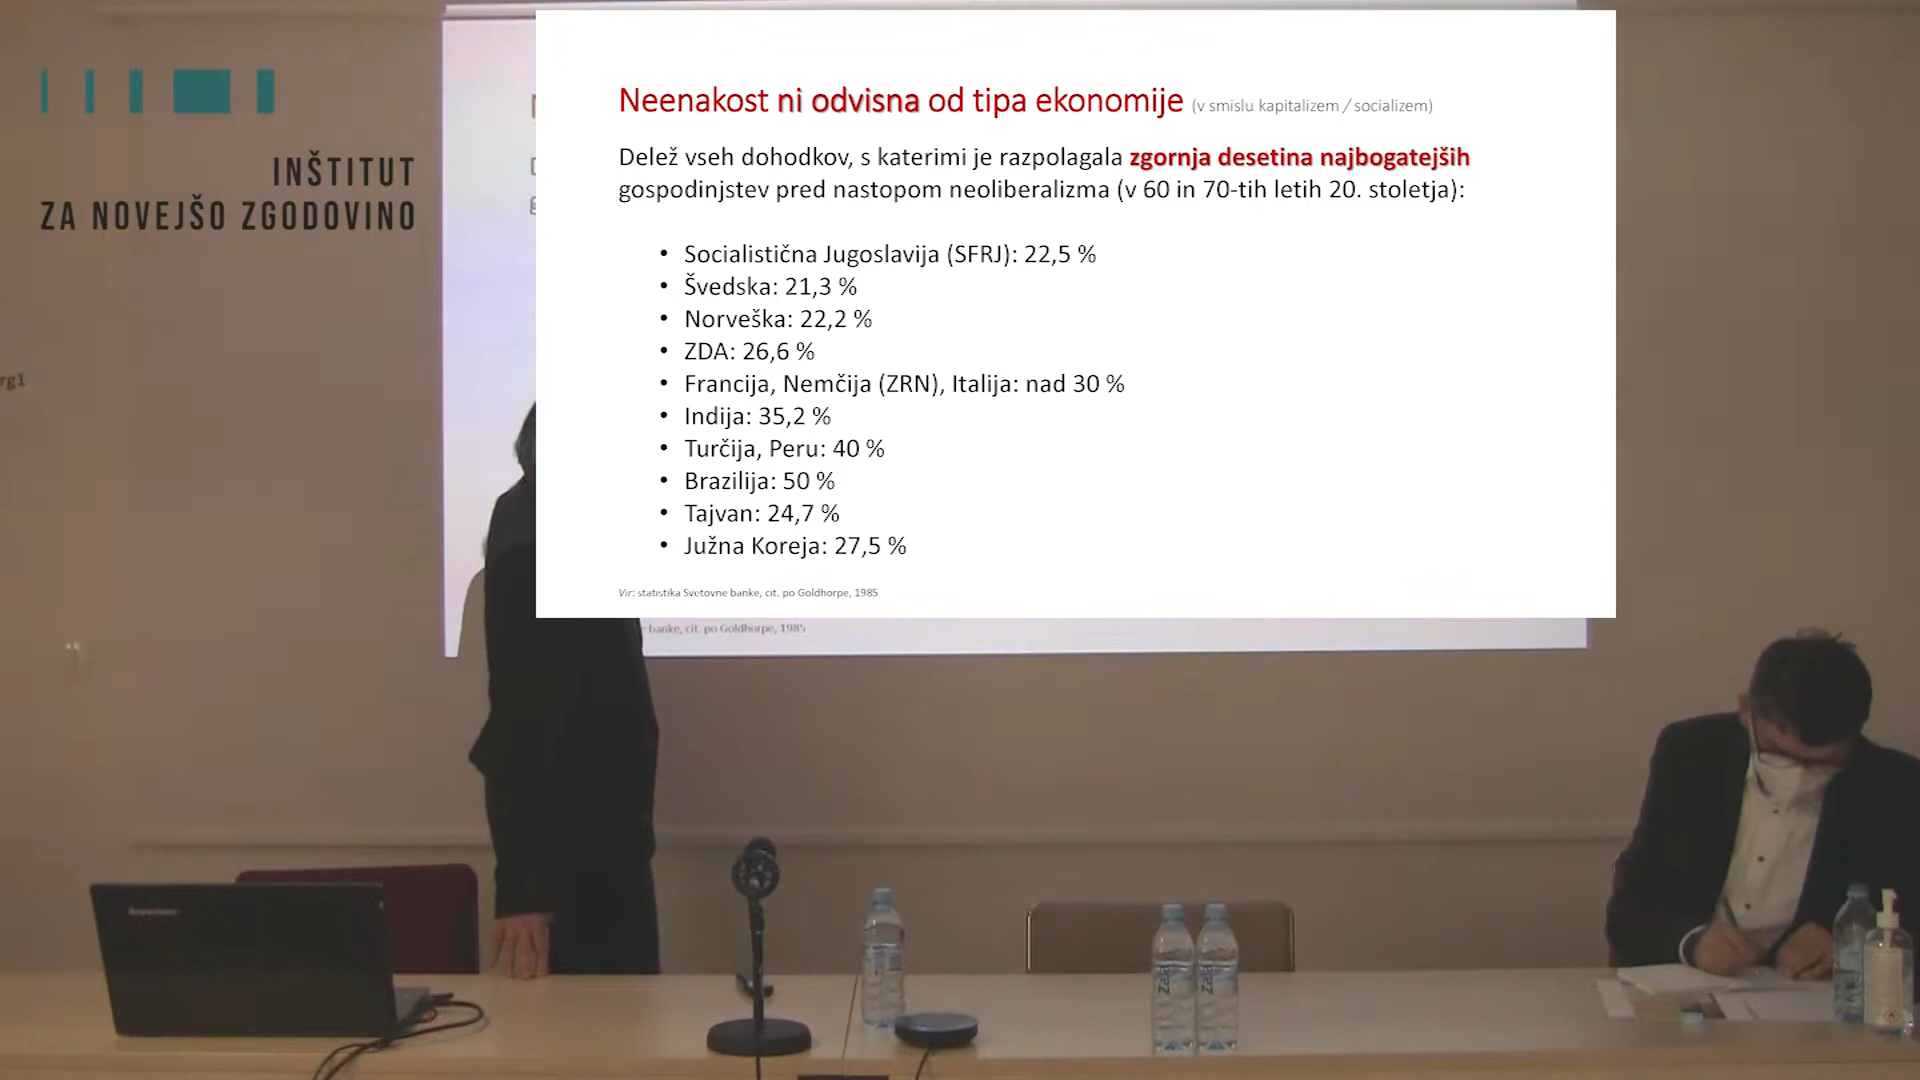 INŠTITUT
ZA NOVEJŠO ZGODOVINO
rg1
Neenakost ni odvisna od tipa ekonomije (v smislu kapitalizem / socializem)
Delež vseh dohodkov, s katerimi je razpolagala zgornja desetina najbogatejših
gospodinjstev pred nastopom neoliberalizma (v 60 in 70-tih letih 20. stoletja):
• Socialistična Jugoslavija (SFRJ): 22,5 %
• Švedska: 21,3 %
• Norveška: 22,2 %
• ZDA: 26,6 %
• Francija, Nemčija (ZRN), Italija: nad 30 %
• Indija: 35,2 %
• Turčija, Peru: 40 %
• Brazilija: 50 %
• Tajvan: 24,7 %
• Južna Koreja: 27,5 %
Vir: statistika Svetovne banke, cit. po Goldhorpe, 1985
banke, cit. po Goldhorpe, 1985